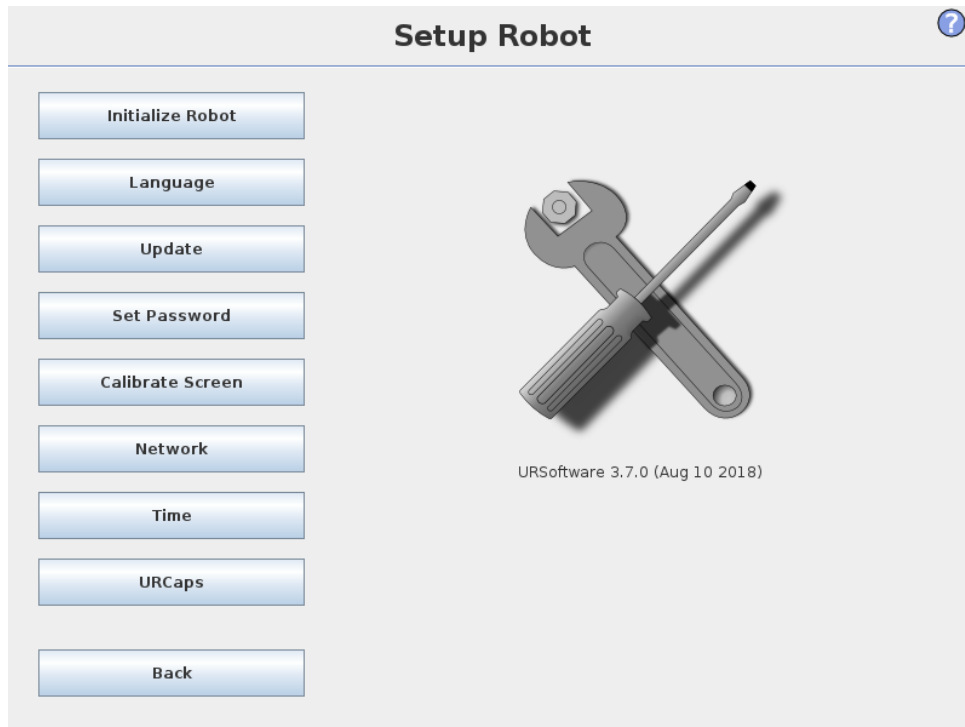 Setup Robot
?
Initialize Robot
Language
Update
Set Password
Calibrate Screen
Network
Time
URCaps
Back
URSoftware 3.7.0 (Aug 10 2018)